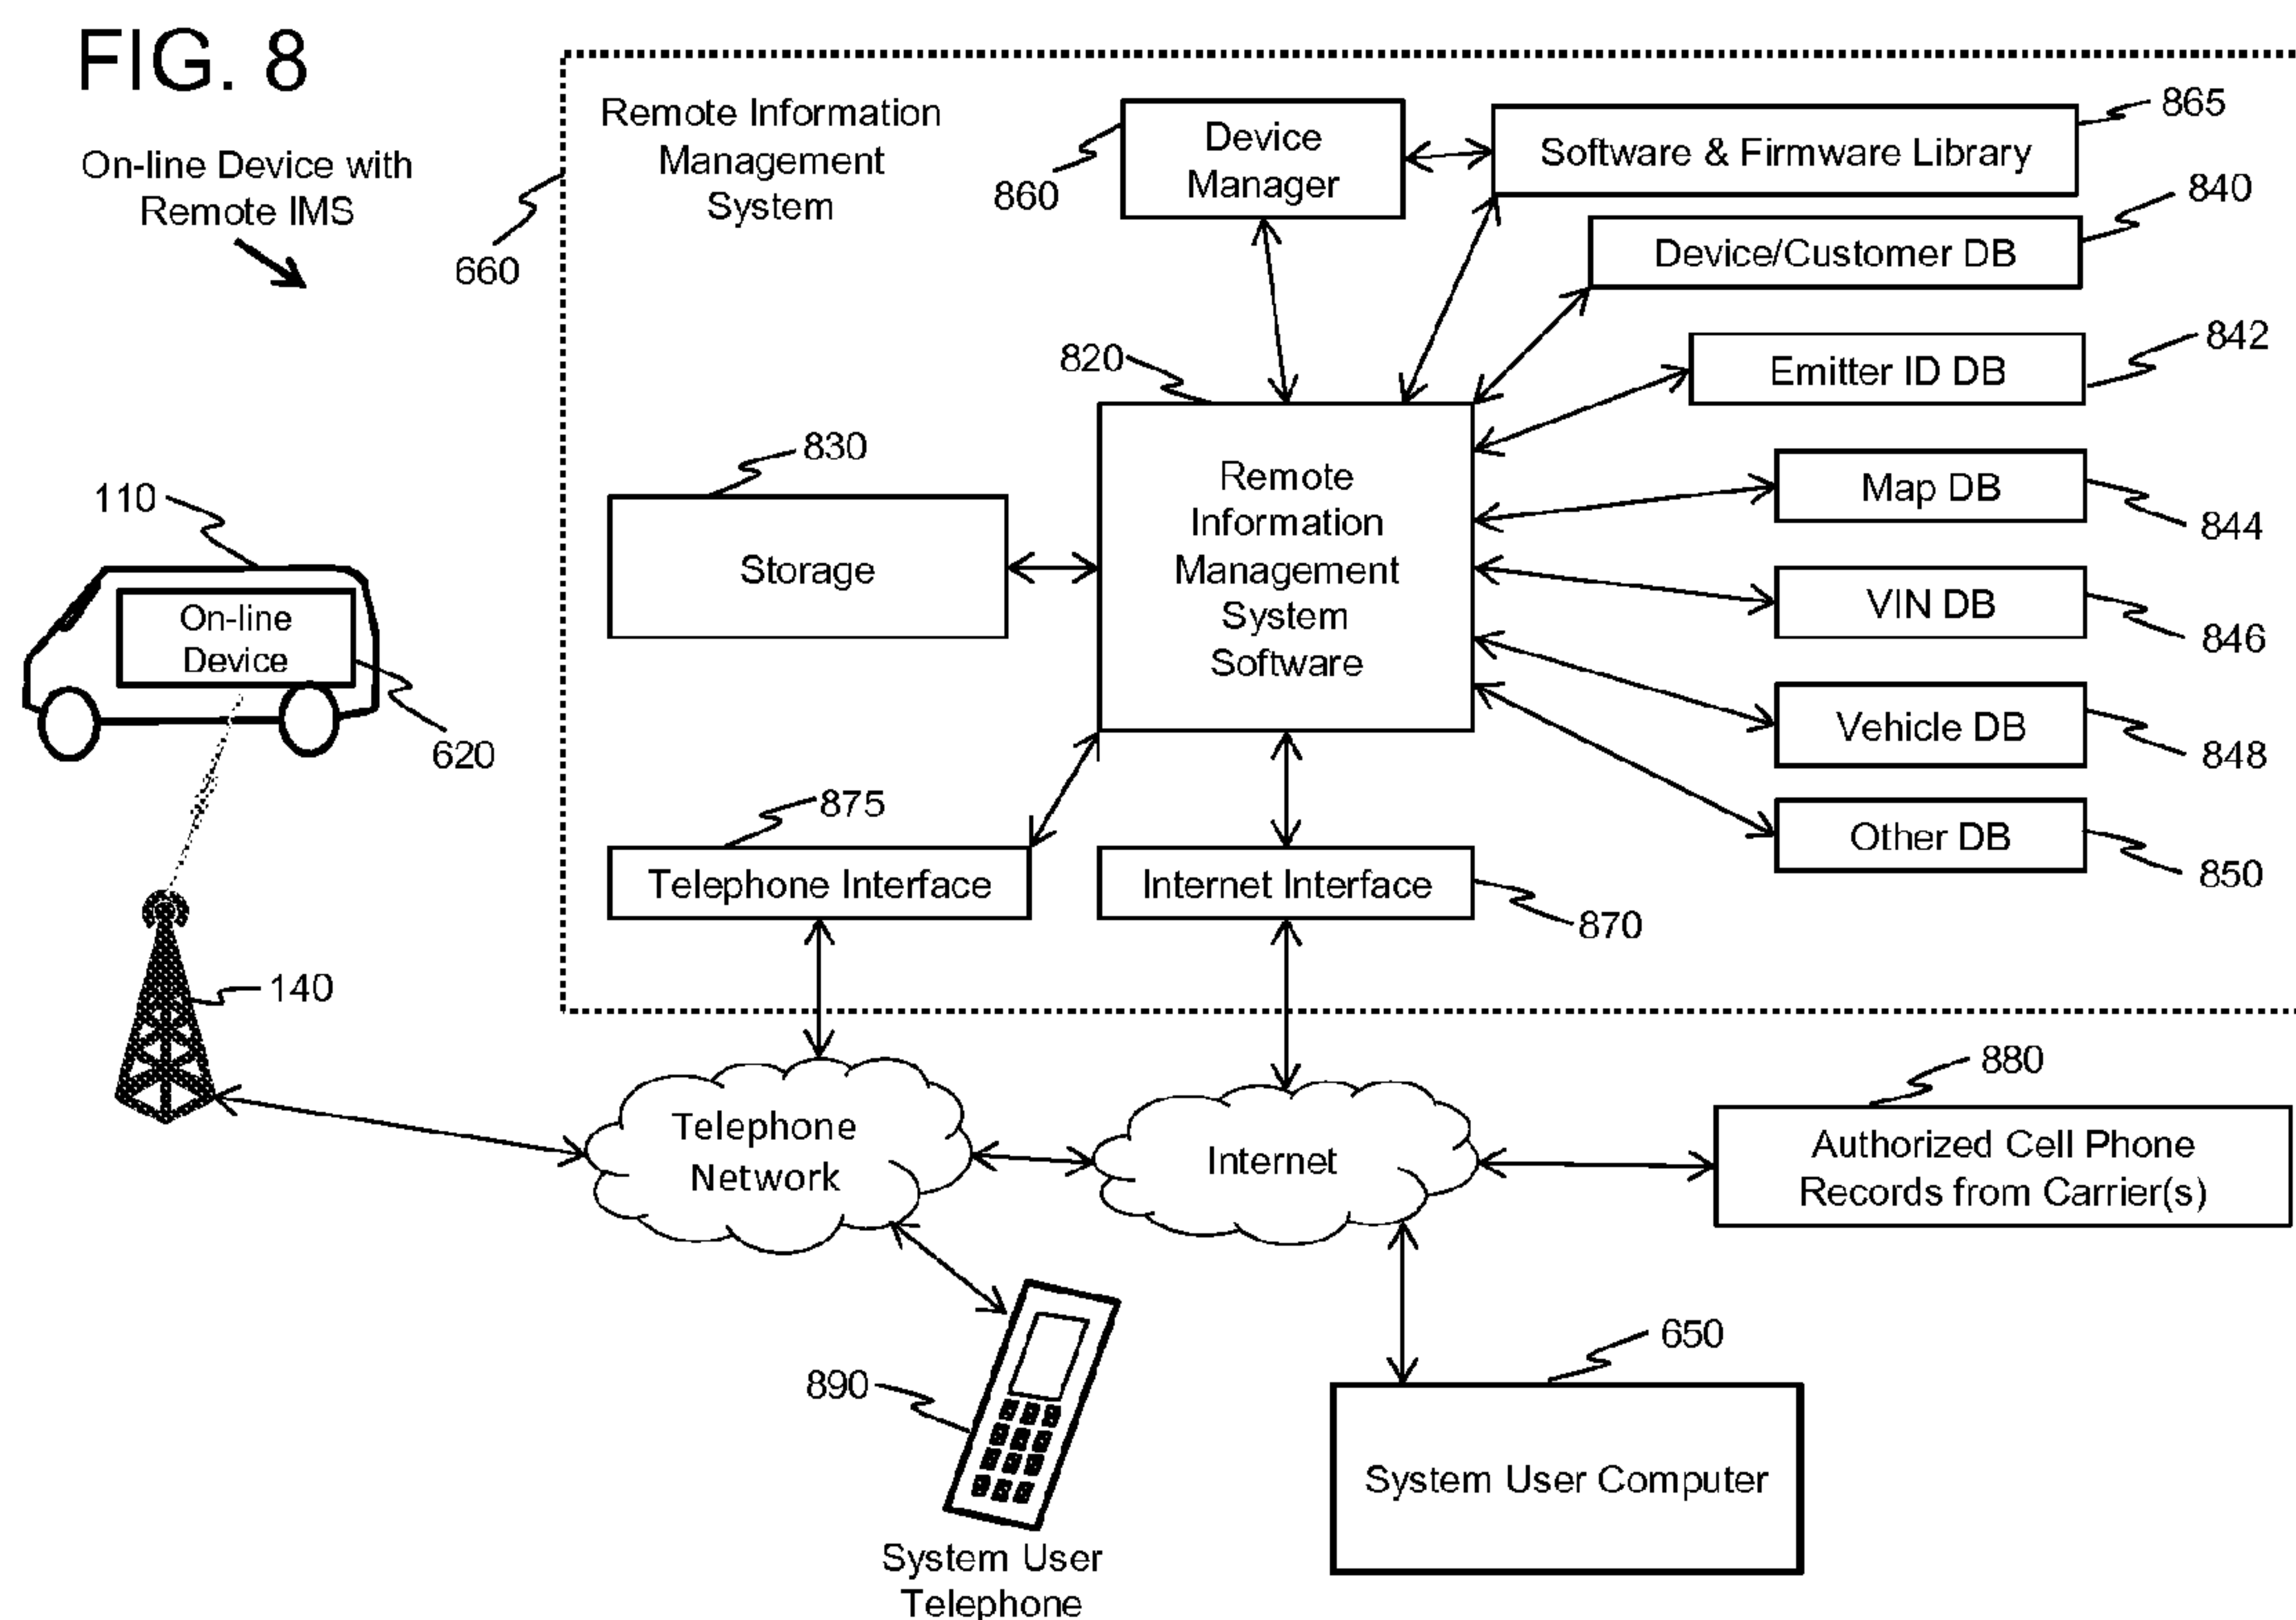 FIG. 8
On-line Device with
Remote IMS
660
Remote Information
Management
System
860
Device
Manager
865
Software & Firmware Library
840
Device/Customer DB
842
Emitter ID DB
820
Remote
Information
Management
System
Software
830
Storage
Map DB
844
VIN DB
846
Vehicle DB
848
Other DB
850
110
On-line
Device
620
875
Telephone Interface
Internet Interface
870
140
Telephone
Network
Internet
880
Authorized Cell Phone
Records from Carrier(s)
890
System User
Telephone
650
System User Computer